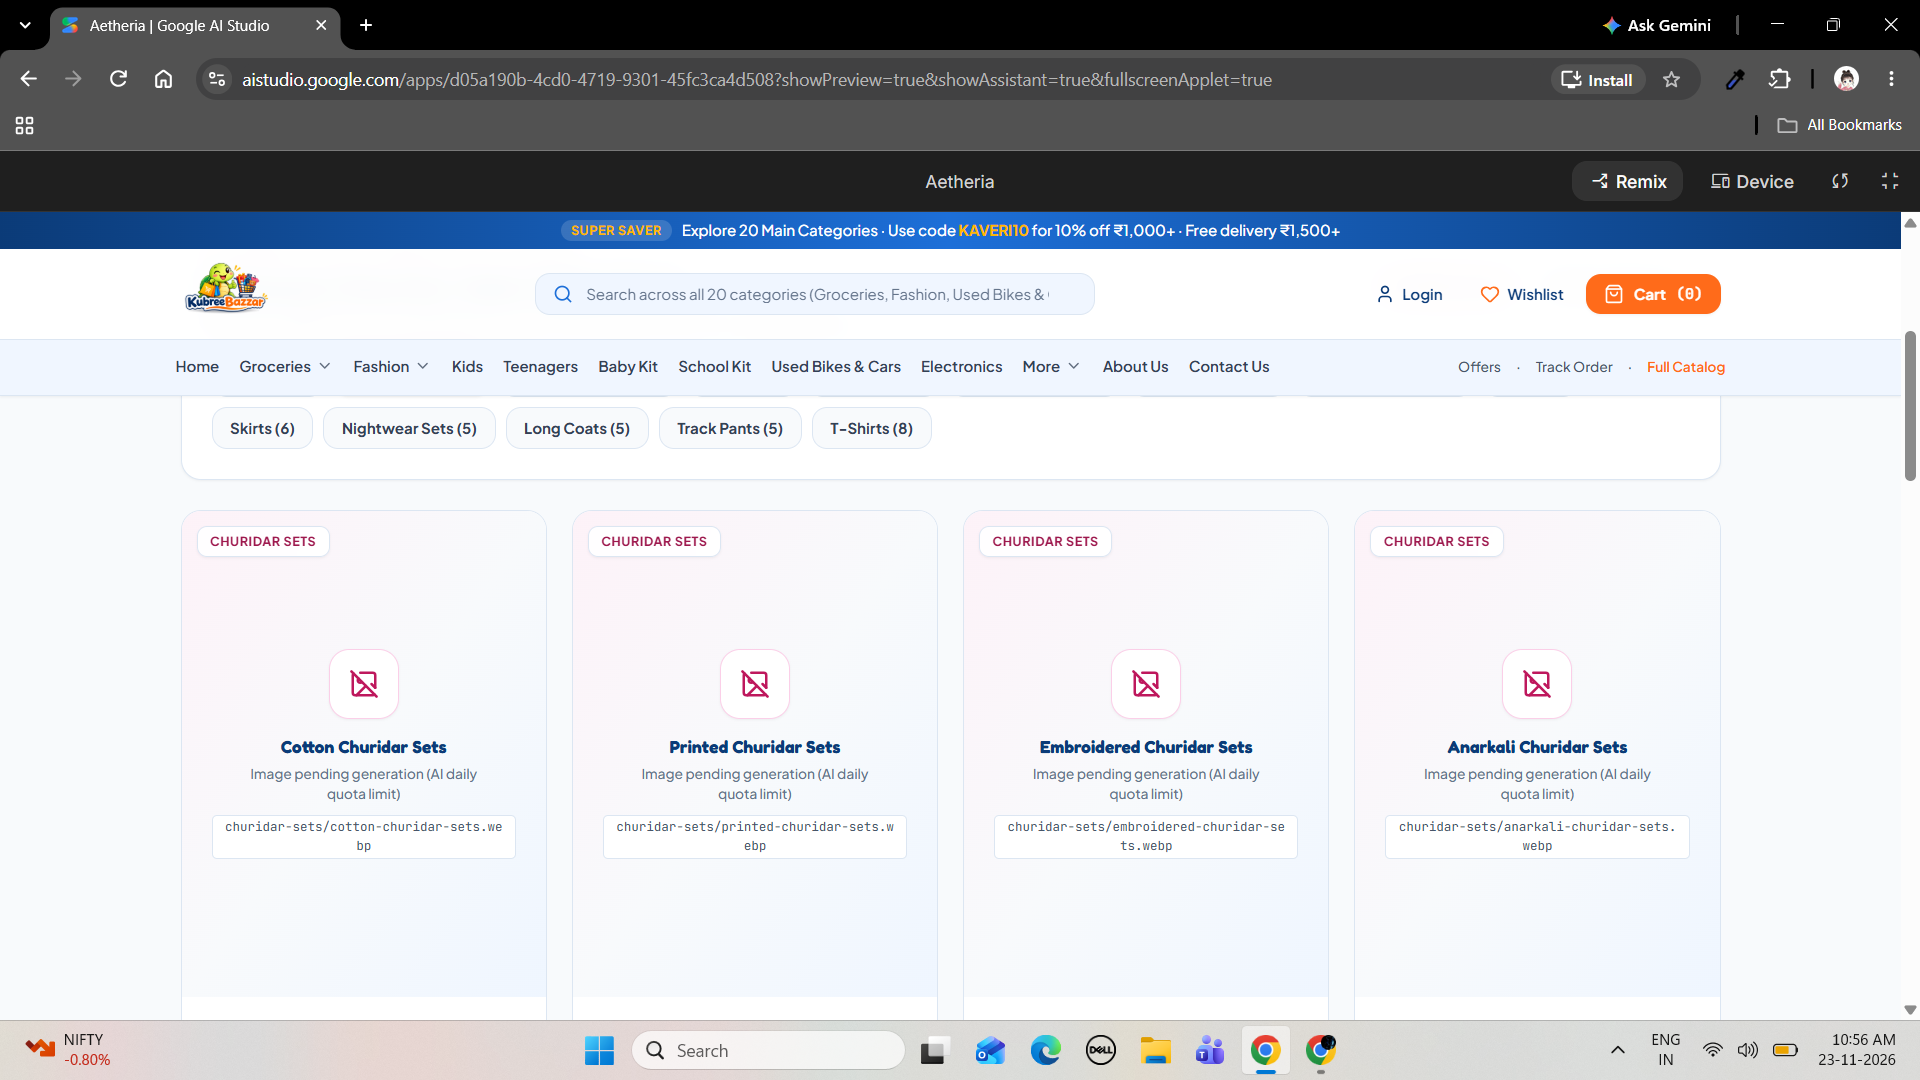 Aetheria | Google AI Studio
Ask Gemini
aistudio.google.com/apps/d05a190b-4cd0-4719-9301-45fc3ca4d508?showPreview=true&showAssistant=true&fullscreenApplet=true
Install
All Bookmarks
Aetheria
Remix
Device
SUPER SAVER Explore 20 Main Categories · Use code KAVERI10 for 10% off ₹1,000+ · Free delivery ₹1,500+
KubreeBazzar
Search across all 20 categories (Groceries, Fashion, Used Bikes &
Login
Wishlist
Cart (0)
Home Groceries Fashion Kids Teenagers Baby Kit School Kit Used Bikes & Cars Electronics More About Us Contact Us Offers · Track Order · Full Catalog
Skirts (6) Nightwear Sets (5) Long Coats (5) Track Pants (5) T-Shirts (8)
CHURIDAR SETS
Cotton Churidar Sets
Image pending generation (AI daily
quota limit)
churidar-sets/cotton-churidar-sets.we
bp
CHURIDAR SETS
Printed Churidar Sets
Image pending generation (AI daily
quota limit)
churidar-sets/printed-churidar-sets.w
ebp
CHURIDAR SETS
Embroidered Churidar Sets
Image pending generation (AI daily
quota limit)
churidar-sets/embroidered-churidar-se
ts.webp
CHURIDAR SETS
Anarkali Churidar Sets
Image pending generation (AI daily
quota limit)
churidar-sets/anarkali-churidar-sets.
webp
NIFTY
-0.80%
Search
DELL
ENG
IN
10:56 AM
23-11-2026